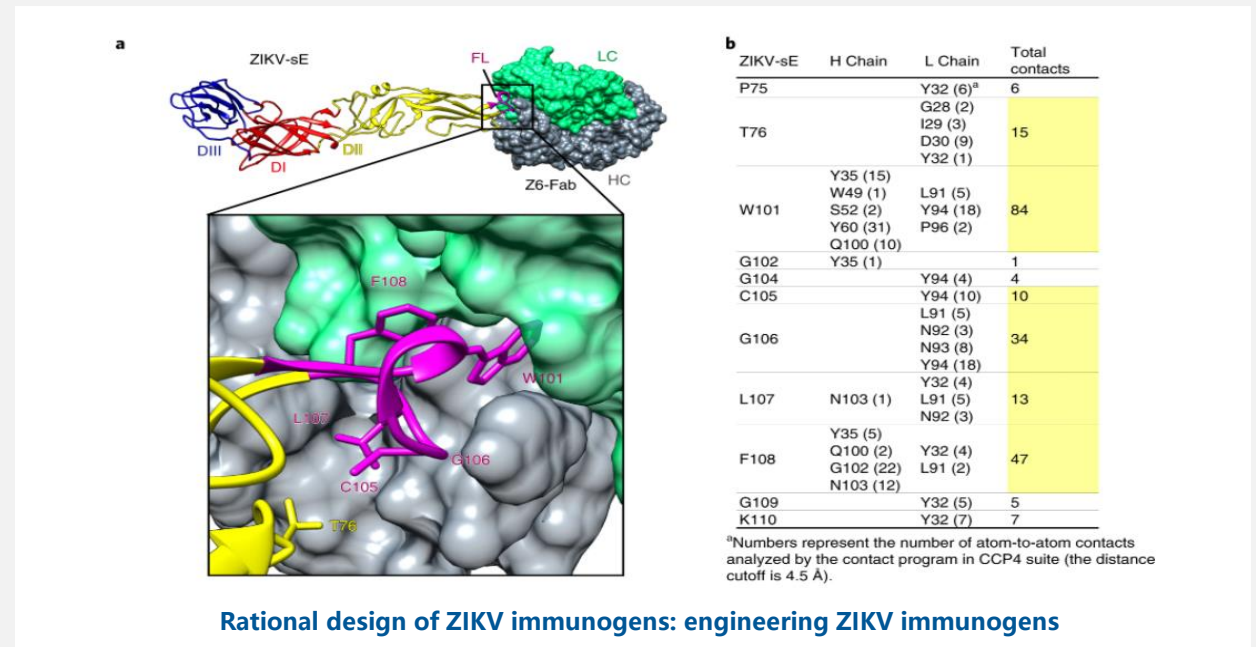 a
ZIKV-sE
FL
LC
DIII
DI
DII
Z6-Fab
HC
F108
W101
L107
G106
C105
T76
b
ZIKV-sE H Chain L Chain Total contacts
P75 Y32 (6)a 6
G28 (2)
I29 (3)
T76 15
D30 (9)
Y32 (1)
Y35 (15)
W49 (1) L91 (5)
W101 S52 (2) Y94 (18) 84
Y60 (31) P96 (2)
Q100 (10)
G102 Y35 (1) 1
G104 Y94 (4) 4
C105 Y94 (10) 10
L91 (5)
N92 (3)
G106 34
N93 (8)
Y94 (18)
Y32 (4)
L107 N103 (1) L91 (5) 13
N92 (3)
Y35 (5)
Q100 (2) Y32 (4)
F108 47
G102 (22) L91 (2)
N103 (12)
G109 Y32 (5) 5
K110 Y32 (7) 7
aNumbers represent the number of atom-to-atom contacts
analyzed by the contact program in CCP4 suite (the distance
cutoff is 4.5 Å).
Rational design of ZIKV immunogens: engineering ZIKV immunogens